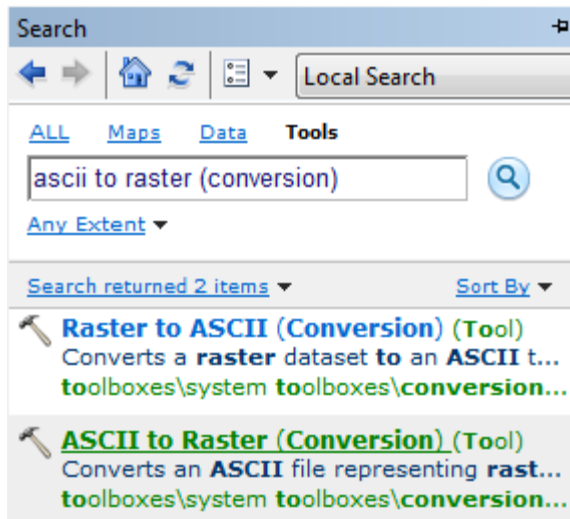 Search
Local Search
ALL Maps Data Tools
ascii to raster (conversion)
Any Extent
Search returned 2 items Sort By
Raster to ASCII (Conversion) (Tool)
Converts a raster dataset to an ASCII t...
toolboxes\system toolboxes\conversion...
ASCII to Raster (Conversion) (Tool)
Converts an ASCII file representing rast...
toolboxes\system toolboxes\conversion...